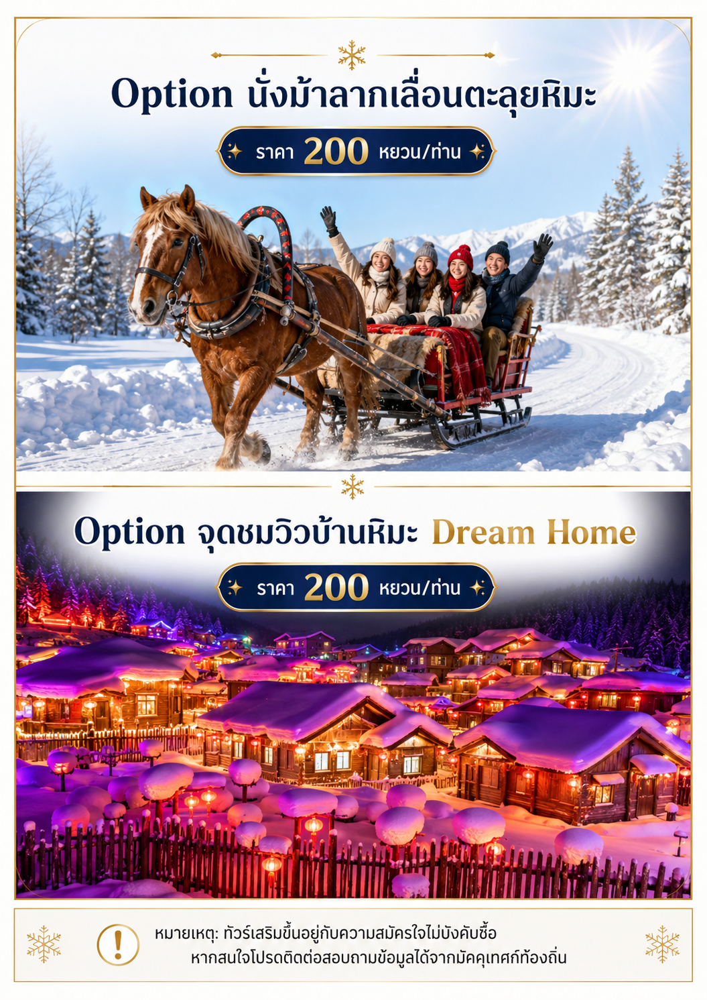 Option นั่งม้าลากเลื่อนตะลุยหิมะ
ราคา 200 หยวน/ท่าน
Option จุดชมวิวบ้านหิมะ Dream Home
ราคา 200 หยวน/ท่าน
หมายเหตุ: ทัวร์เสริมขึ้นอยู่กับความสมัครใจไม่บังคับซื้อ
หากสนใจโปรดติดต่อสอบถามข้อมูลได้จากมัคคุเทศก์ท้องถิ่น